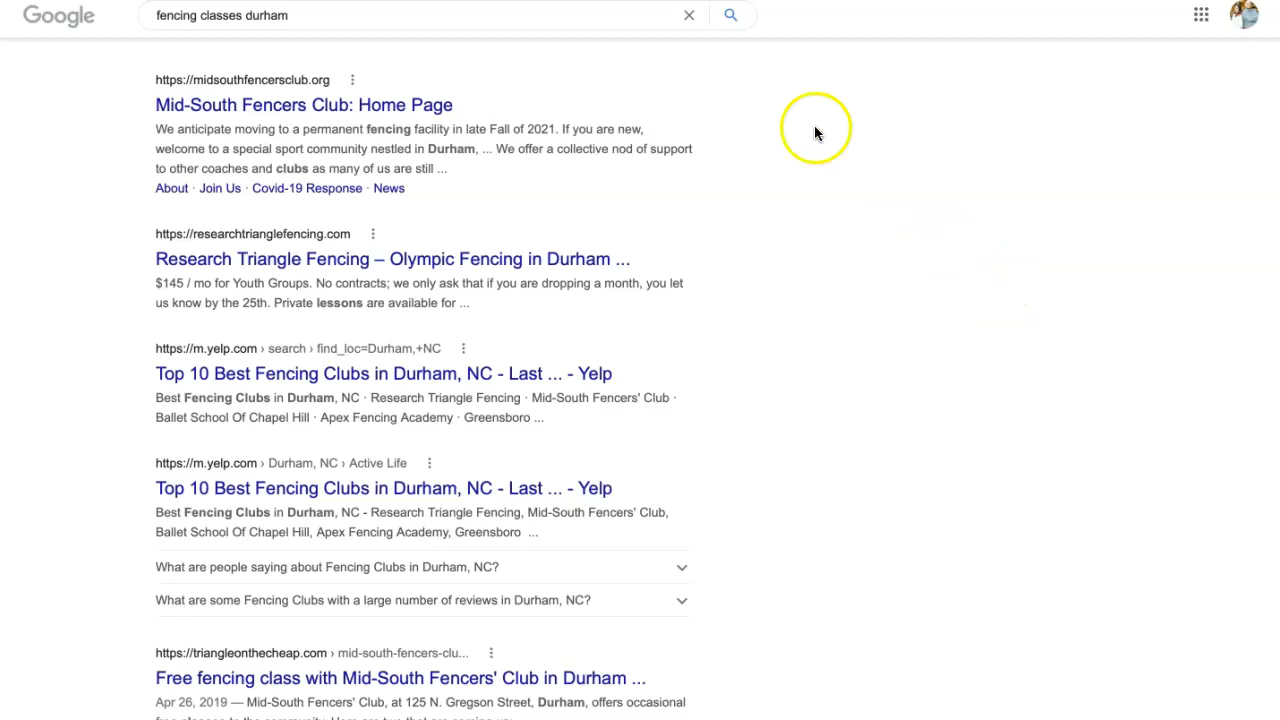 Google
fencing classes durham
https://midsouthfencersclub.org
Mid-South Fencers Club: Home Page
We anticipate moving to a permanent fencing facility in late Fall of 2021. If you are new,
welcome to a special sport community nestled in Durham, ... We offer a collective nod of support
to other coaches and clubs as many of us are still ...
About · Join Us · Covid-19 Response · News
https://researchtrianglefencing.com
Research Triangle Fencing – Olympic Fencing in Durham ...
$145 / mo for Youth Groups. No contracts; we only ask that if you are dropping a month, you let
us know by the 25th. Private lessons are available for ...
https://m.yelp.com › search › find_loc=Durham,+NC
Top 10 Best Fencing Clubs in Durham, NC - Last ... - Yelp
Best Fencing Clubs in Durham, NC · Research Triangle Fencing · Mid-South Fencers' Club ·
Ballet School Of Chapel Hill · Apex Fencing Academy · Greensboro ...
https://m.yelp.com › Durham, NC › Active Life
Top 10 Best Fencing Clubs in Durham, NC - Last ... - Yelp
Best Fencing Clubs in Durham, NC - Research Triangle Fencing, Mid-South Fencers' Club,
Ballet School Of Chapel Hill, Apex Fencing Academy, Greensboro ...
What are people saying about Fencing Clubs in Durham, NC?
What are some Fencing Clubs with a large number of reviews in Durham, NC?
https://triangleonthecheap.com › mid-south-fencers-clu...
Free fencing class with Mid-South Fencers' Club in Durham ...
Apr 26, 2019 — Mid-South Fencers' Club, at 125 N. Gregson Street, Durham, offers occasional